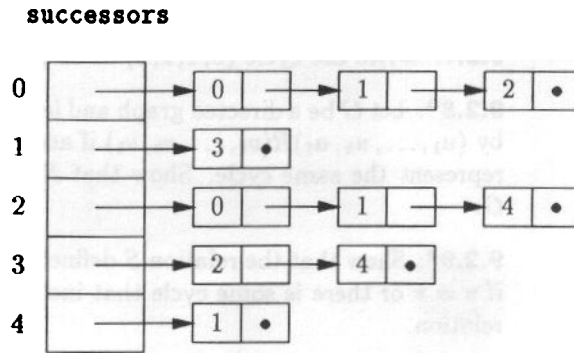 successors
0 0 1 2 •
1 3 •
2 0 1 4 •
3 2 4 •
4 1 •